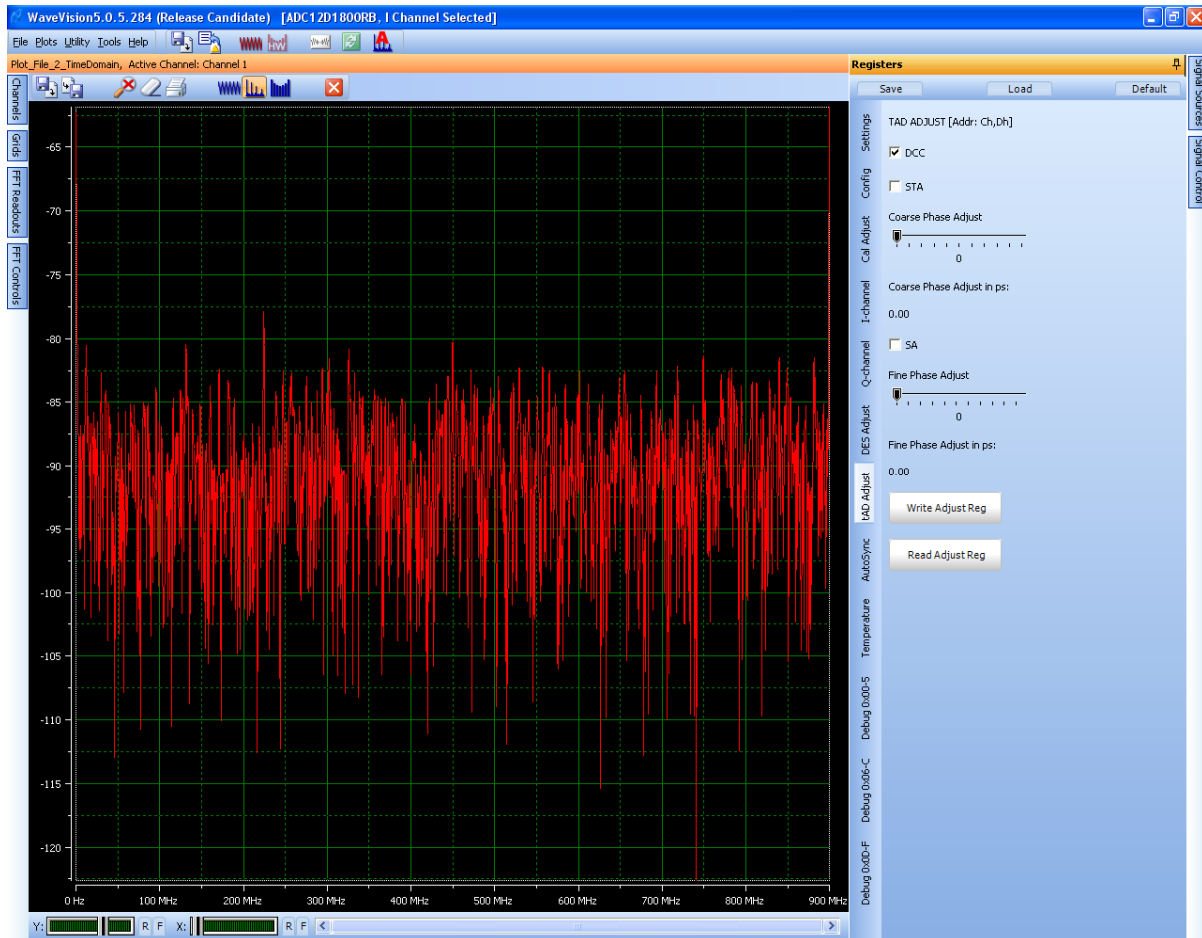 WaveVision5.0.5.284 (Release Candidate) [ADC12D1800RB, I Channel Selected]
File Plots Utility Tools Help
HW
A
Plot_File_2_TimeDomain, Active Channel: Channel 1
Channels
Grids
FFT Readouts
FFT Controls
-65
-70
-75
-80
-85
-90
-95
-100
-105
-110
-115
-120
0 Hz 100 MHz 200 MHz 300 MHz 400 MHz 500 MHz 600 MHz 700 MHz 800 MHz 900 MHz
Y: R F X: R F
Registers
Save Load Default
Settings
Config
Cal Adjust
I-channel
Q-channel
DES Adjust
tAD Adjust
AutoSync
Temperature
Debug 0x00-5
Debug 0x06-C
Debug 0x0D-F
TAD ADJUST [Addr: Ch,Dh]
DCC
STA
Coarse Phase Adjust
0
Coarse Phase Adjust in ps:
0.00
SA
Fine Phase Adjust
0
Fine Phase Adjust in ps:
0.00
Write Adjust Reg
Read Adjust Reg
Signal Sources
Signal Control